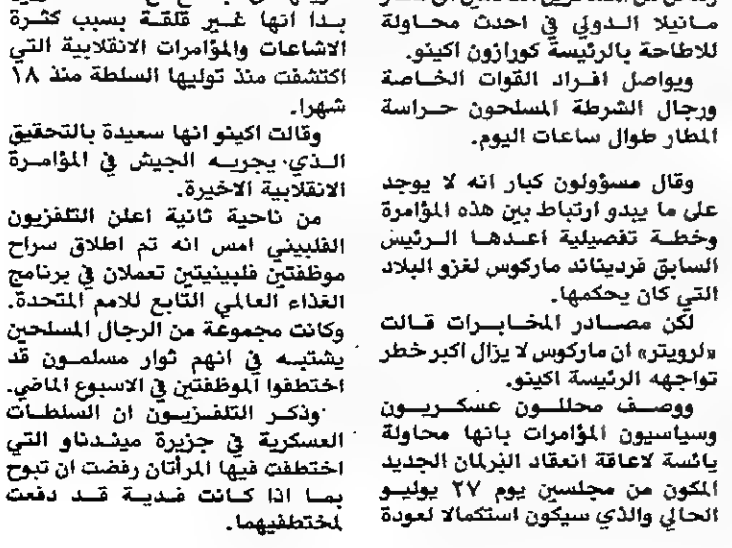 مانيلا الدولي في احدث محاولة
للاطاحة بالرئيسة كورازون اكينو.
ويواصل افراد القوات الخاصة
ورجال الشرطة المسلحون حراسة
المطار طوال ساعات اليوم.
وقال مسؤولون كبار انه لا يوجد
على ما يبدو ارتباط بين هذه المؤامرة
وخطة تفصيلية اعدها الرئيس
السابق فرديناند ماركوس لغزو البلاد
التي كان يحكمها.
لكن مصادر المخابرات قالت
«لرويتر» ان ماركوس لا يزال اكبر خطر
تواجهه الرئيسة اكينو.
ووصف محللون عسكريون
وسياسيون المؤامرات بانها محاولة
يائسة لاعاقة انعقاد البرلمان الجديد
المكون من مجلسين يوم ٢٧ يوليو
الحالي والذي سيكون استكمالا لعودة
بدا انها غير قلقة بسبب كثرة
الاشاعات والمؤامرات الانقلابية التي
اكتشفت منذ توليها السلطة منذ ١٨
شهرا.
وقالت اكينو انها سعيدة بالتحقيق
الذي يجريه الجيش في المؤامرة
الانقلابية الاخيرة.
من ناحية ثانية اعلن التلفزيون
الفلبيني امس انه تم اطلاق سراح
موظفتين فلبينيتين تعملان في برنامج
الغذاء العالمي التابع للامم المتحدة.
وكانت مجموعة من الرجال المسلحين
يشتبه في انهم ثوار مسلمون قد
اختطفوا الموظفتين في الاسبوع الماضي.
وذكر التلفزيون ان السلطات
العسكرية في جزيرة ميندناو التي
اختطفت فيها المرأتان رفضت ان تبوح
بما اذا كانت فدية قد دفعت
لمختطفيهما.